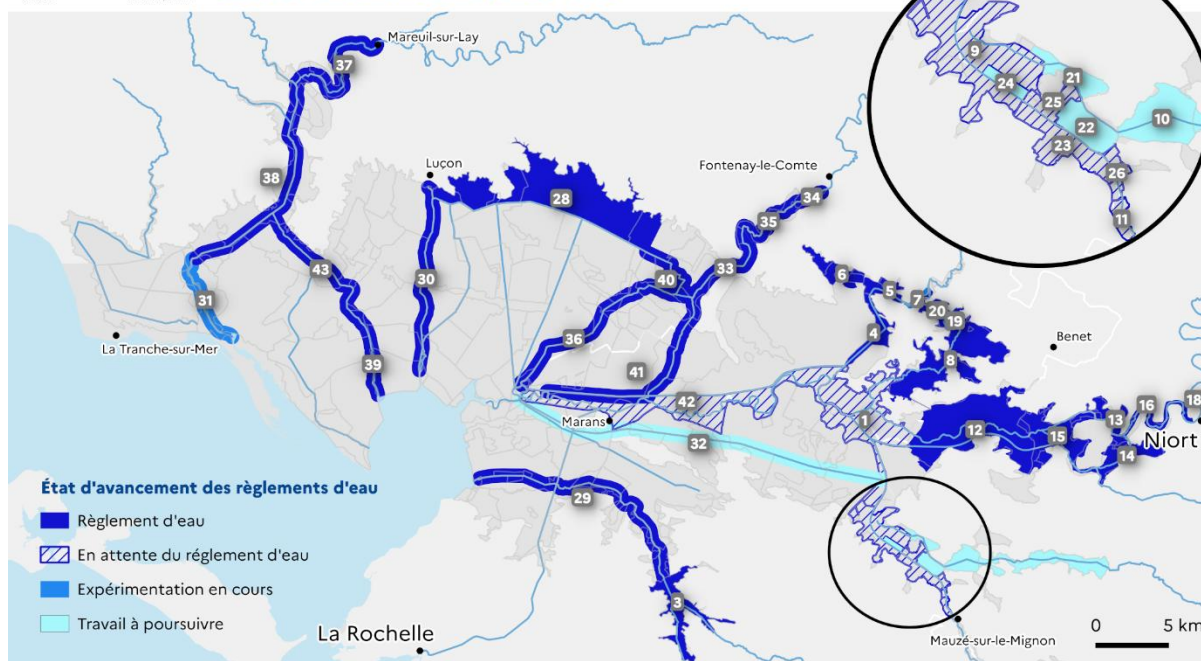 Mareuil-sur-Lay
37
9
21
24
25
10
22
23
26
11
Luçon
Fontenay-le-Comte
38
28
34
35
43
30
40
33
6
5
7
20
19
31
La Tranche-sur-Mer
36
4
Benet
39
41
8
42
1
Marans
12
15
13
16
18
32
14
Niort
29
État d'avancement des règlements d'eau
Règlement d'eau
En attente du réglement d'eau
Expérimentation en cours
Travail à poursuivre
3
La Rochelle
Mauzé-sur-le-Mignon
0 5 km